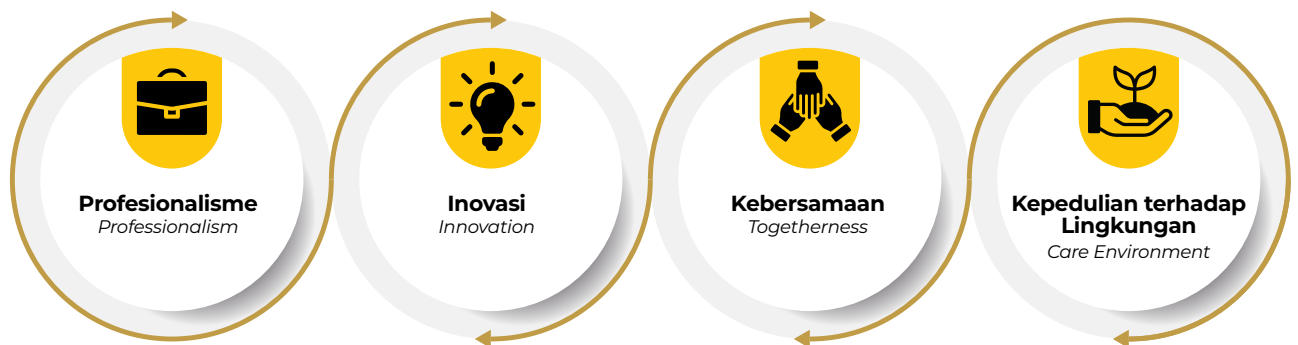 Profesionalisme
Professionalism
Inovasi
Innovation
Kebersamaan
Togetherness
Kepedulian terhadap
Lingkungan
Care Environment